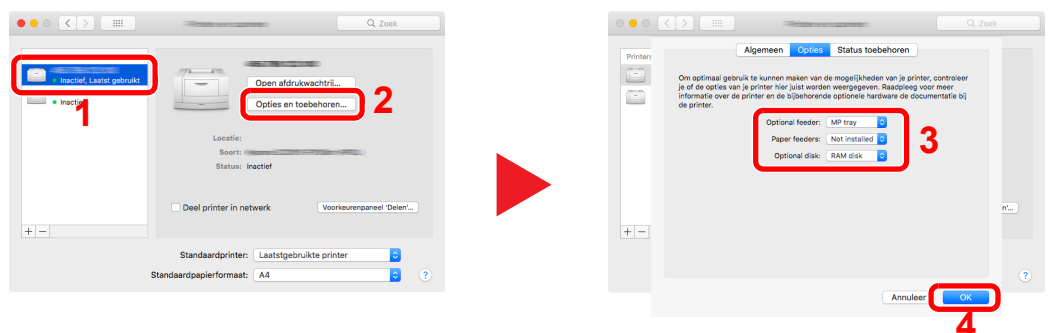 Zoek
Inactief, Laatst gebruikt
1
Inactief
Open afdrukwachtrij...
Opties en toebehoren...
2
Locatie:
Soort:
Status: Inactief
Deel printer in netwerk
Voorkeurenpaneel 'Delen'...
+ −
Standaardprinter: Laatstgebruikte printer
Standaardpapierformaat: A4
?
Zoek
Printers
Algemeen Opties Status toebehoren
Om optimaal gebruik te kunnen maken van de mogelijkheden van je printer, controleer
je of de opties van je printer hier juist worden weergegeven. Raadpleeg voor meer
informatie over de printer en de bijbehorende optionele hardware de documentatie bij
de printer.
Optional feeder: MP tray
Paper feeders: Not installed
Optional disk: RAM disk
3
n'...
+ −
?
Annuleer OK
4